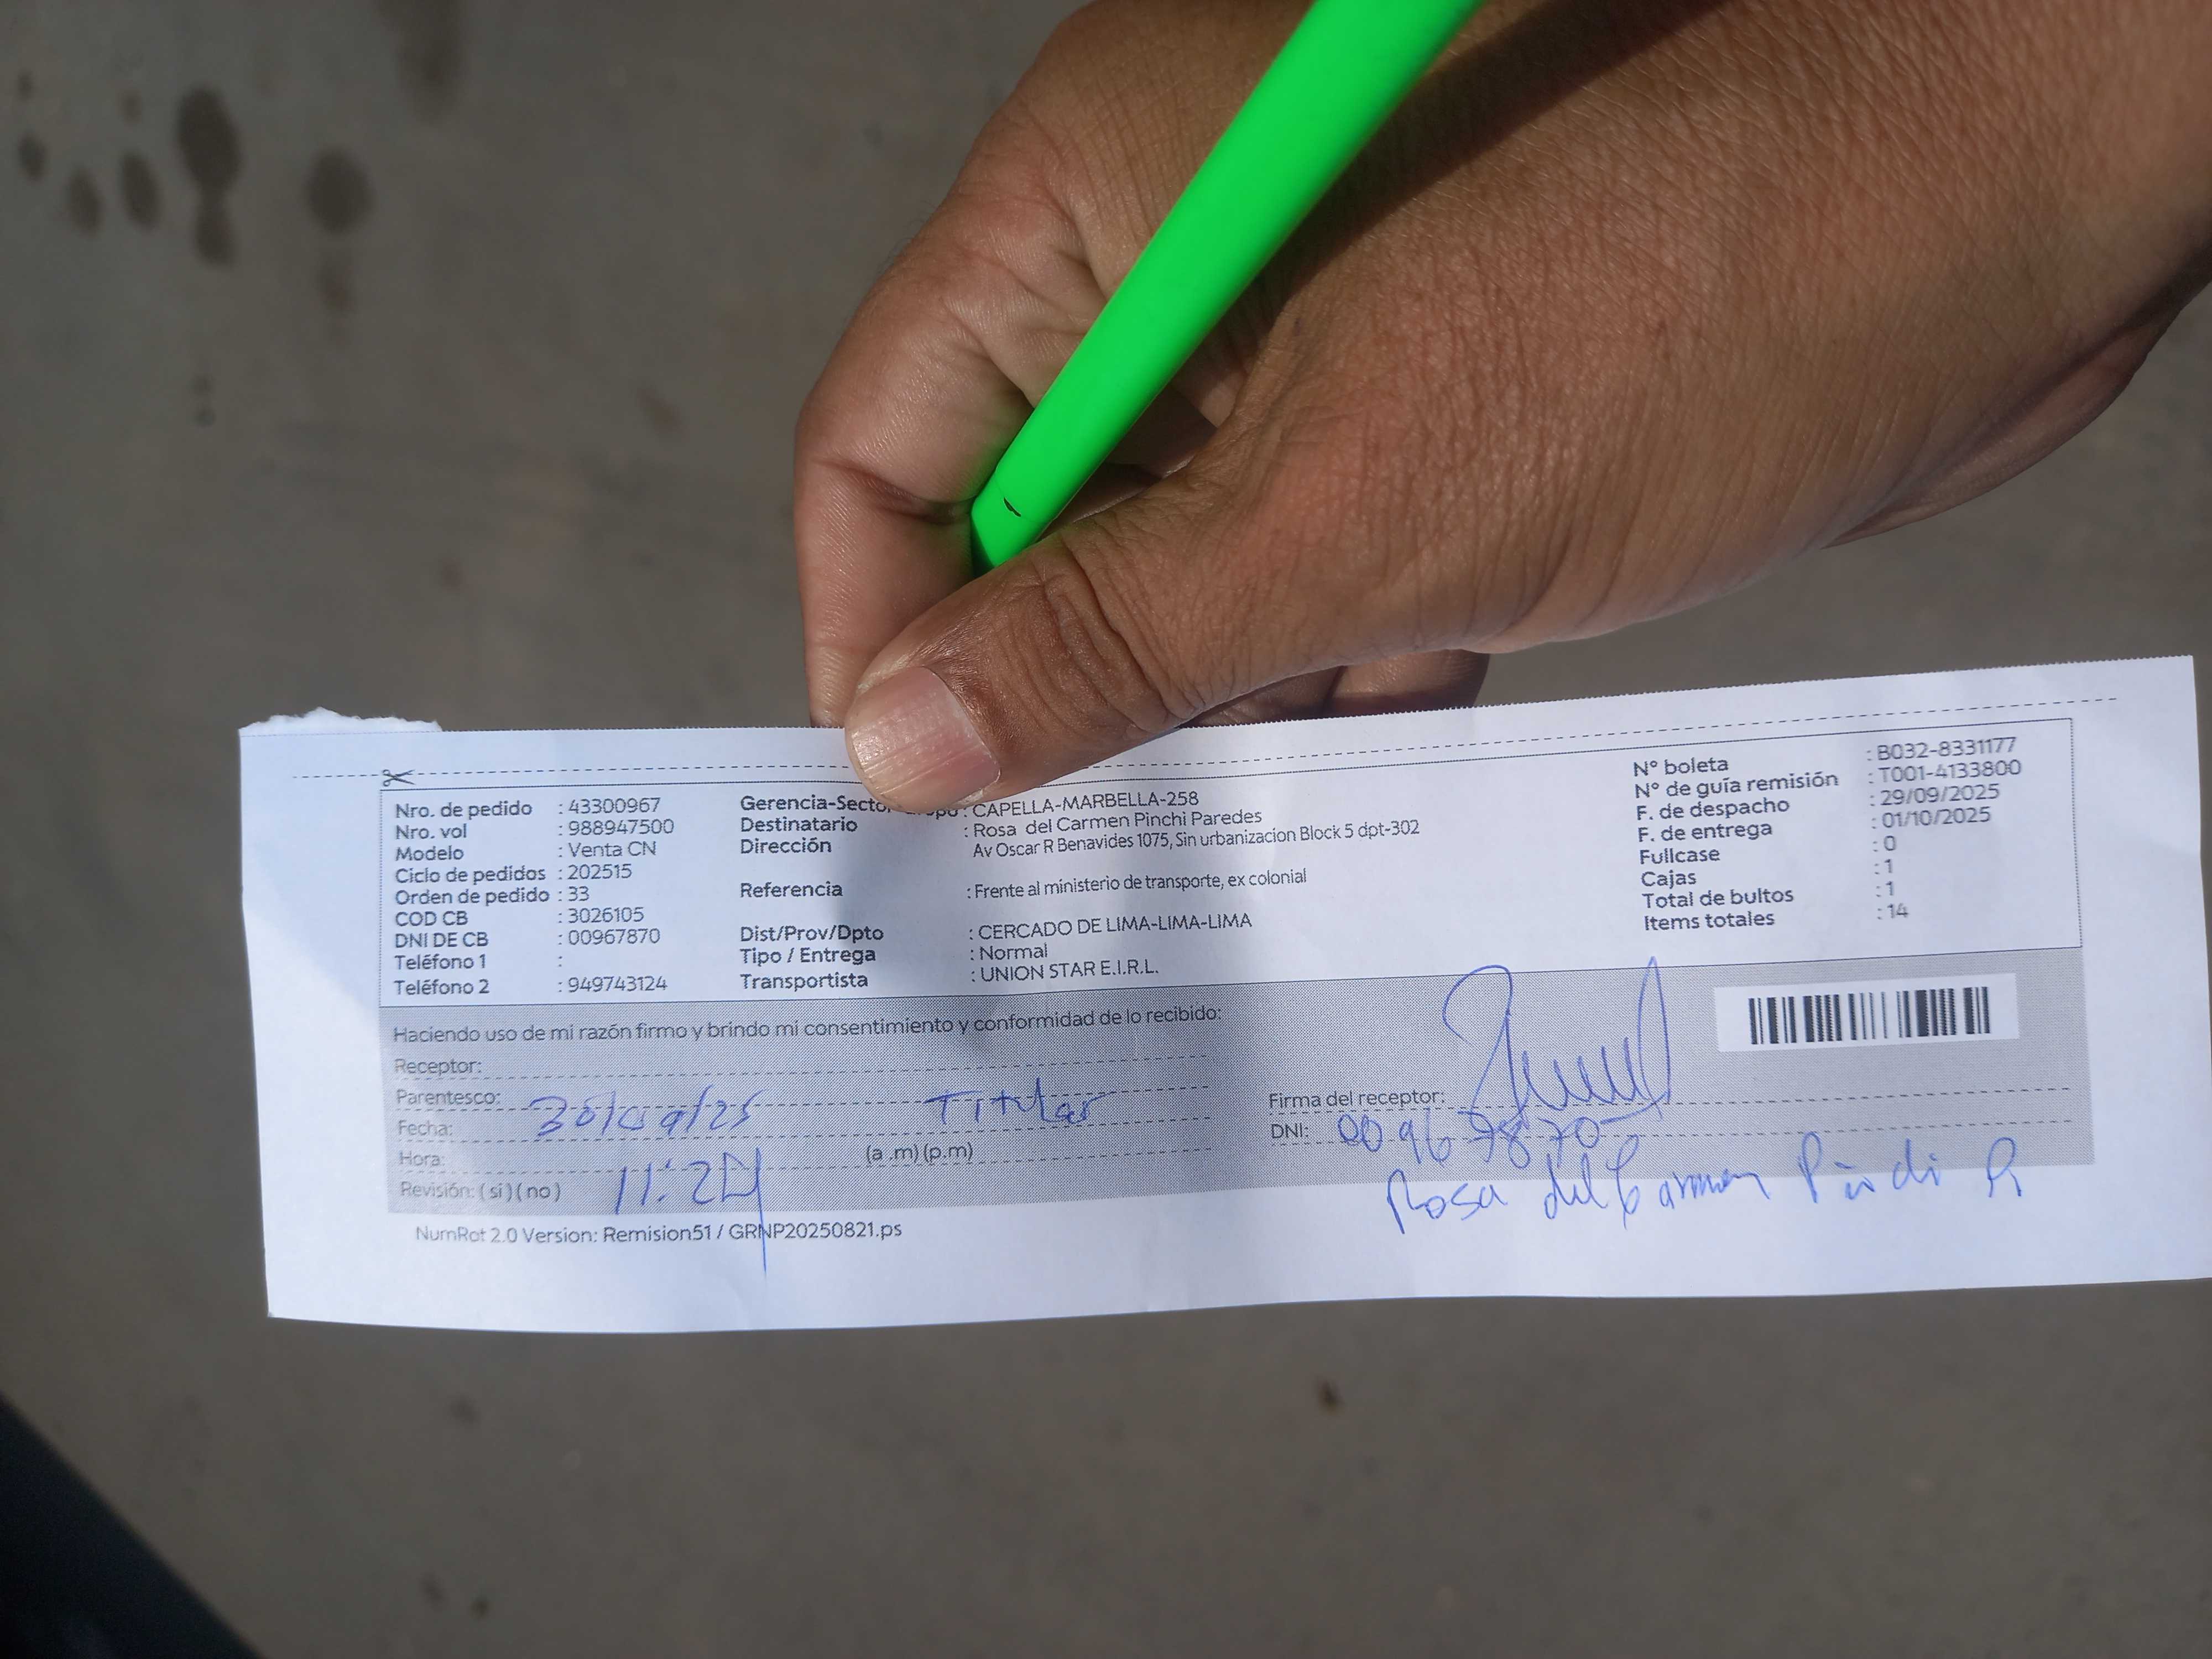 Nro. de pedido : 43300967
Nro. vol : 988947500
Modelo : Venta CN
Ciclo de pedidos : 202515
Orden de pedido : 33
COD CB : 3026105
DNI DE CB : 00967870
Teléfono 1 :
Teléfono 2 : 949743124
Gerencia-Secto : CAPELLA-MARBELLA-258
Destinatario : Rosa del Carmen Pinchi Paredes
Dirección Av Oscar R Benavides 1075, Sin urbanizacion Block 5 dpt-302
Referencia : Frente al ministerio de transporte, ex colonial
Dist/Prov/Dpto : CERCADO DE LIMA-LIMA-LIMA
Tipo / Entrega : Normal
Transportista : UNION STAR E.I.R.L.
N° boleta : B032-8331177
N° de guía remisión : T001-4133800
F. de despacho : 29/09/2025
F. de entrega : 01/10/2025
Fullcase : 0
Cajas : 1
Total de bultos : 1
Items totales : 14
Haciendo uso de mi razón firmo y brindo mi consentimiento y conformidad de lo recibido:
Receptor:
Parentesco: Titular
Fecha: 30/09/25
Hora: (a .m) (p.m)
Revisión: ( si ) ( no ) 11:24
Firma del receptor:
DNI: 00967870
Rosa del Carmen P
NumRot 2.0 Version: Remision51 / GRNP20250821.ps